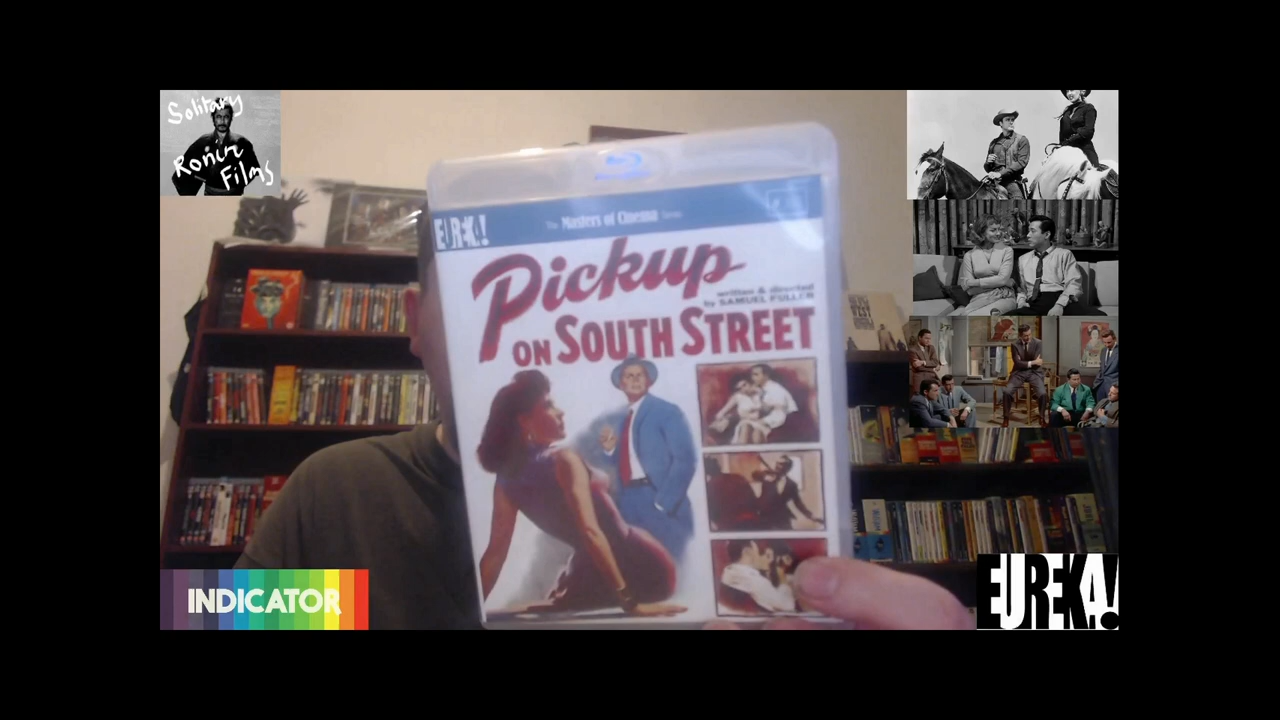 Solitary
Ronin
Films
EUREKA!
The Masters of Cinema Series
Pickup
written & directed
by SAMUEL FULLER
ON SOUTH STREET
INDICATOR
EUREKA!